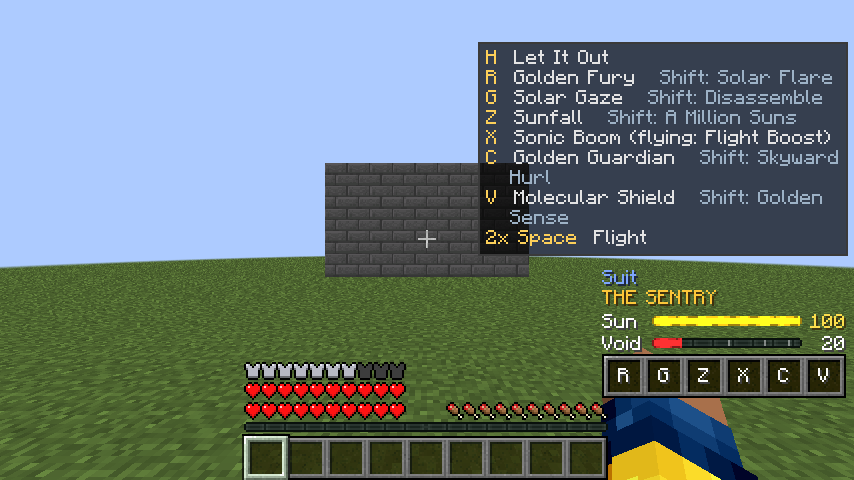 H Let It Out
R Golden Fury Shift: Solar Flare
G Solar Gaze Shift: Disassemble
Z Sunfall Shift: A Million Suns
X Sonic Boom (flying: Flight Boost)
C Golden Guardian Shift: Skyward
Hurl
V Molecular Shield Shift: Golden
Sense
2x Space Flight
Suit
THE SENTRY
Sun 100
Void 20
R G Z X C V